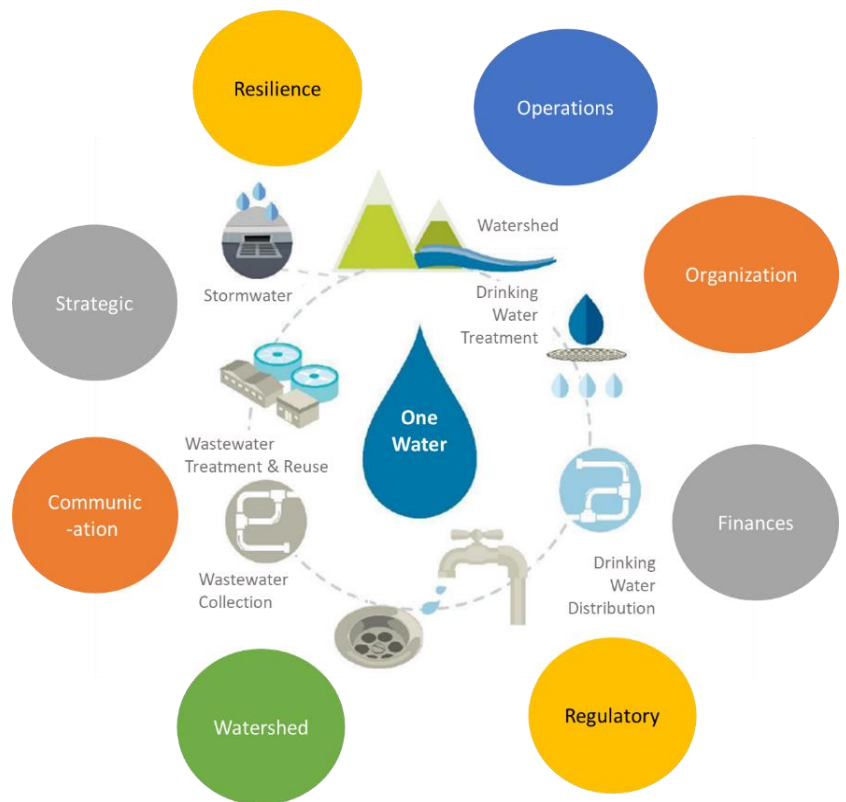 Resilience
Operations
Watershed
Organization
Strategic
Stormwater
Drinking
Water
Treatment
One
Water
Wastewater
Treatment & Reuse
Communic
-ation
Finances
Wastewater
Collection
Drinking
Water
Distribution
Watershed
Regulatory